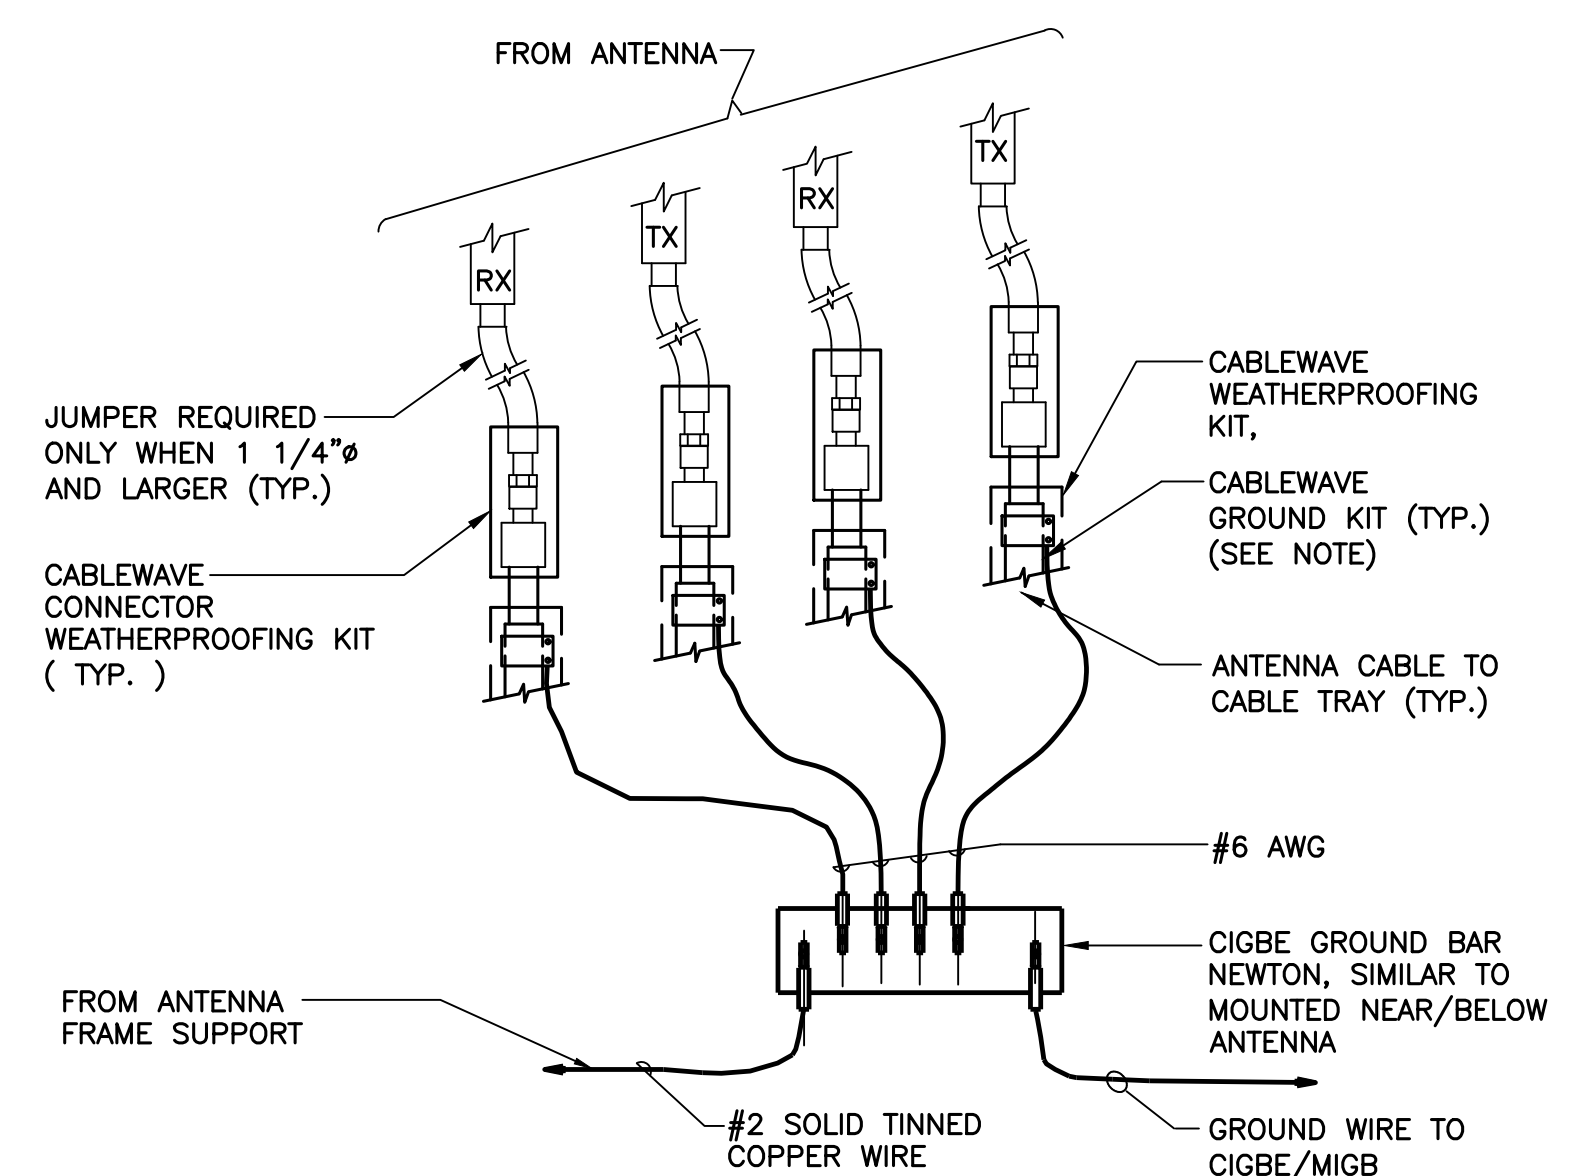 FROM ANTENNA
TX
RX
TX
RX
JUMPER REQUIRED
ONLY WHEN 1 1/4"ø
AND LARGER (TYP.)
CABLEWAVE
CONNECTOR
WEATHERPROOFING KIT
( TYP. )
CABLEWAVE
WEATHERPROOFING
KIT,
CABLEWAVE
GROUND KIT (TYP.)
(SEE NOTE)
ANTENNA CABLE TO
CABLE TRAY (TYP.)
#6 AWG
CIGBE GROUND BAR
NEWTON, SIMILAR TO
MOUNTED NEAR/BELOW
ANTENNA
FROM ANTENNA
FRAME SUPPORT
#2 SOLID TINNED
COPPER WIRE
GROUND WIRE TO
CIGBE/MIGB